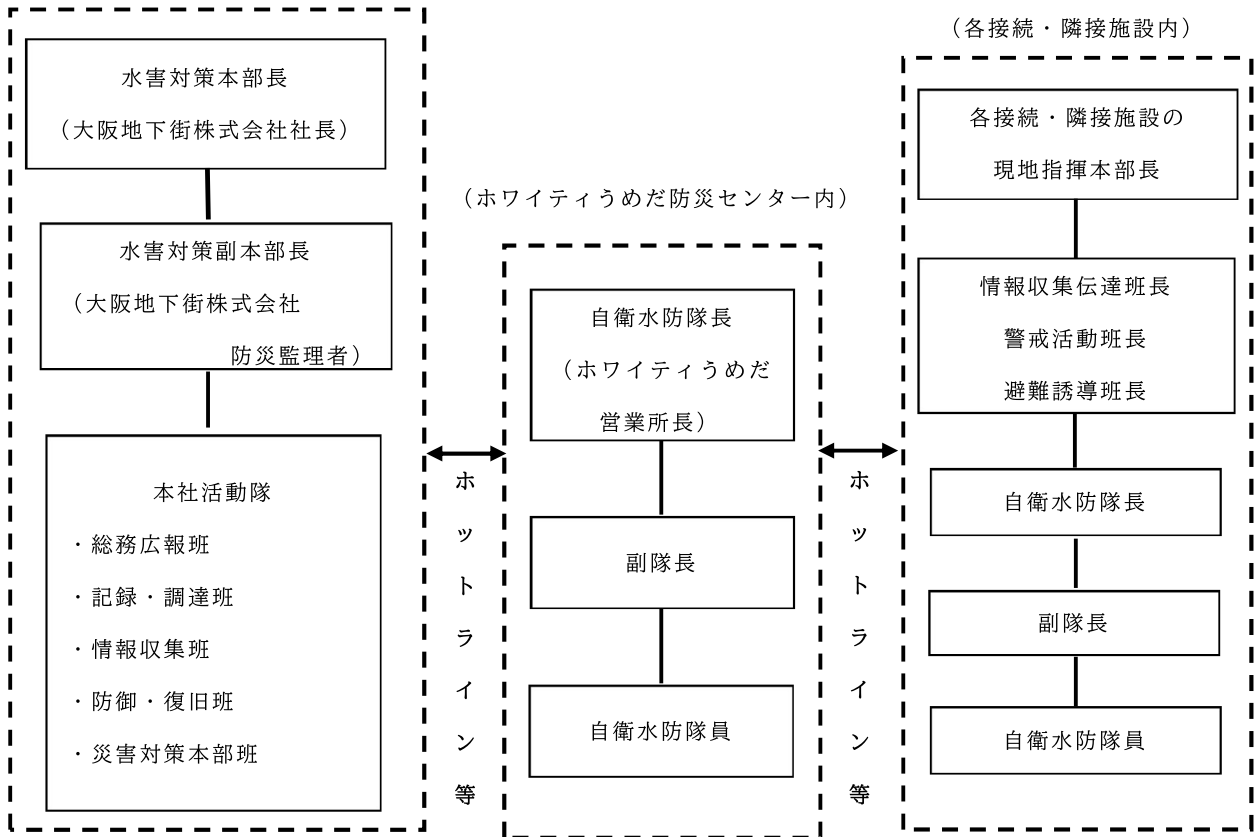 水害対策本部長
（大阪地下街株式会社社長）
水害対策副本部長
（大阪地下街株式会社
防災監理者）
本社活動隊
・総務広報班
・記録・調達班
・情報収集班
・防御・復旧班
・災害対策本部班
ホットライン等
（ホワイティうめだ防災センター内）
自衛水防隊長
（ホワイティうめだ
営業所長）
副隊長
自衛水防隊員
ホットライン等
（各接続・隣接施設内）
各接続・隣接施設の
現地指揮本部長
情報収集伝達班長
警戒活動班長
避難誘導班長
自衛水防隊長
副隊長
自衛水防隊員